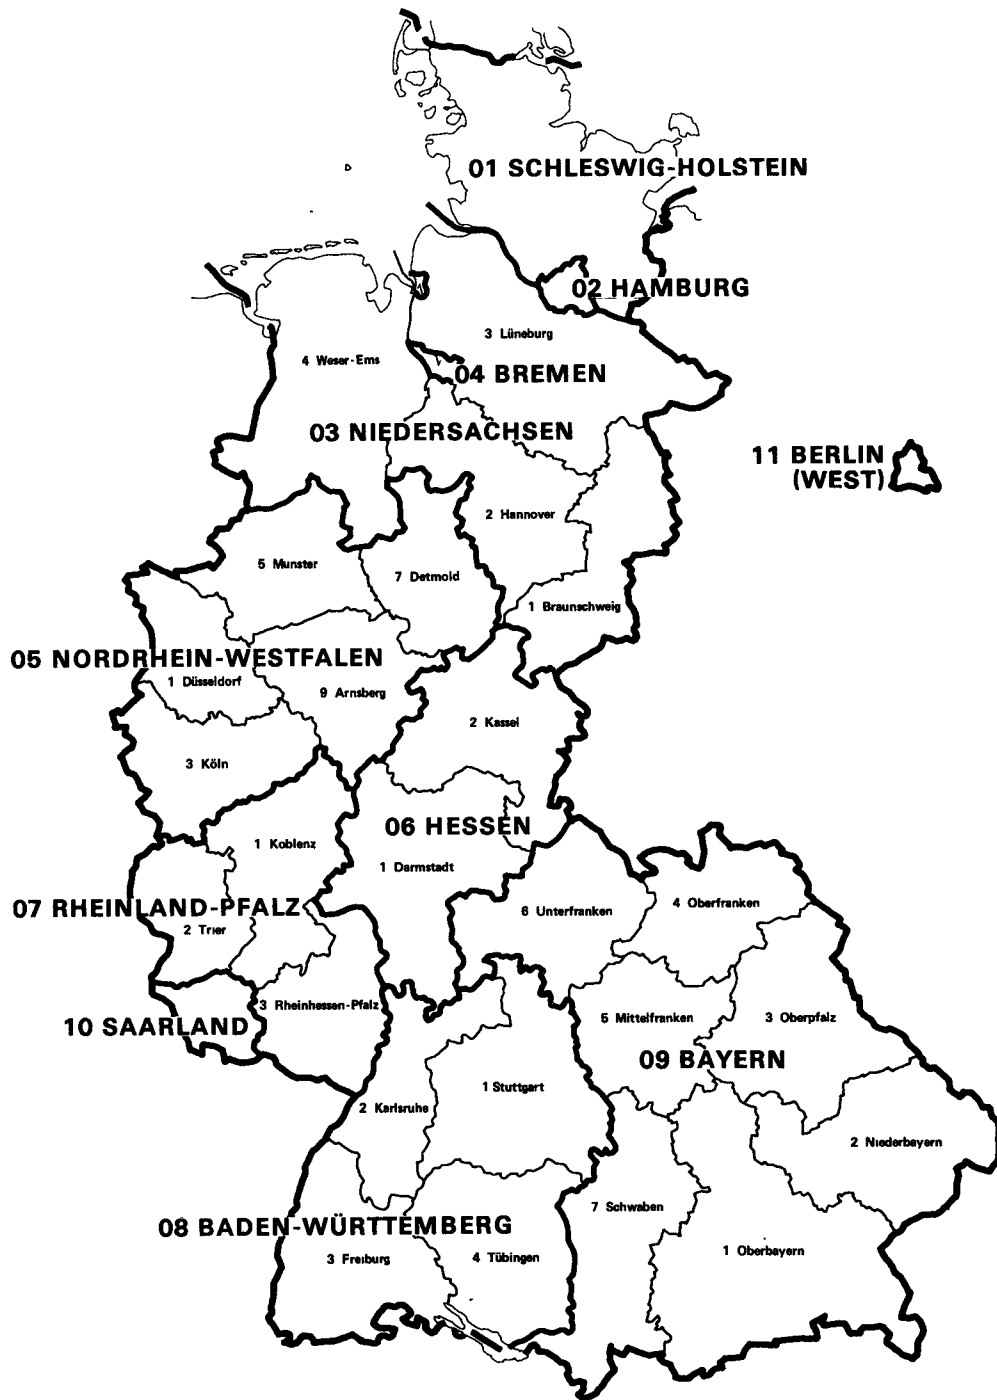 01 SCHLESWIG-HOLSTEIN
02 HAMBURG
3 Lüneburg
4 Weser-Ems
04 BREMEN
03 NIEDERSACHSEN
11 BERLIN
(WEST)
2 Hannover
5 Munster
7 Detmold
1 Braunschweig
05 NORDRHEIN-WESTFALEN
1 Düsseldorf
9 Arnsberg
2 Kassel
3 Köln
06 HESSEN
1 Koblenz
1 Darmstadt
07 RHEINLAND-PFALZ
6 Unterfranken
4 Oberfranken
2 Trier
3 Rheinhessen-Pfalz
10 SAARLAND
5 Mittelfranken
3 Oberpfalz
09 BAYERN
1 Stuttgart
2 Karlsruhe
2 Niederbayern
7 Schwaben
08 BADEN-WÜRTTEMBERG
3 Freiburg
4 Tübingen
1 Oberbayern